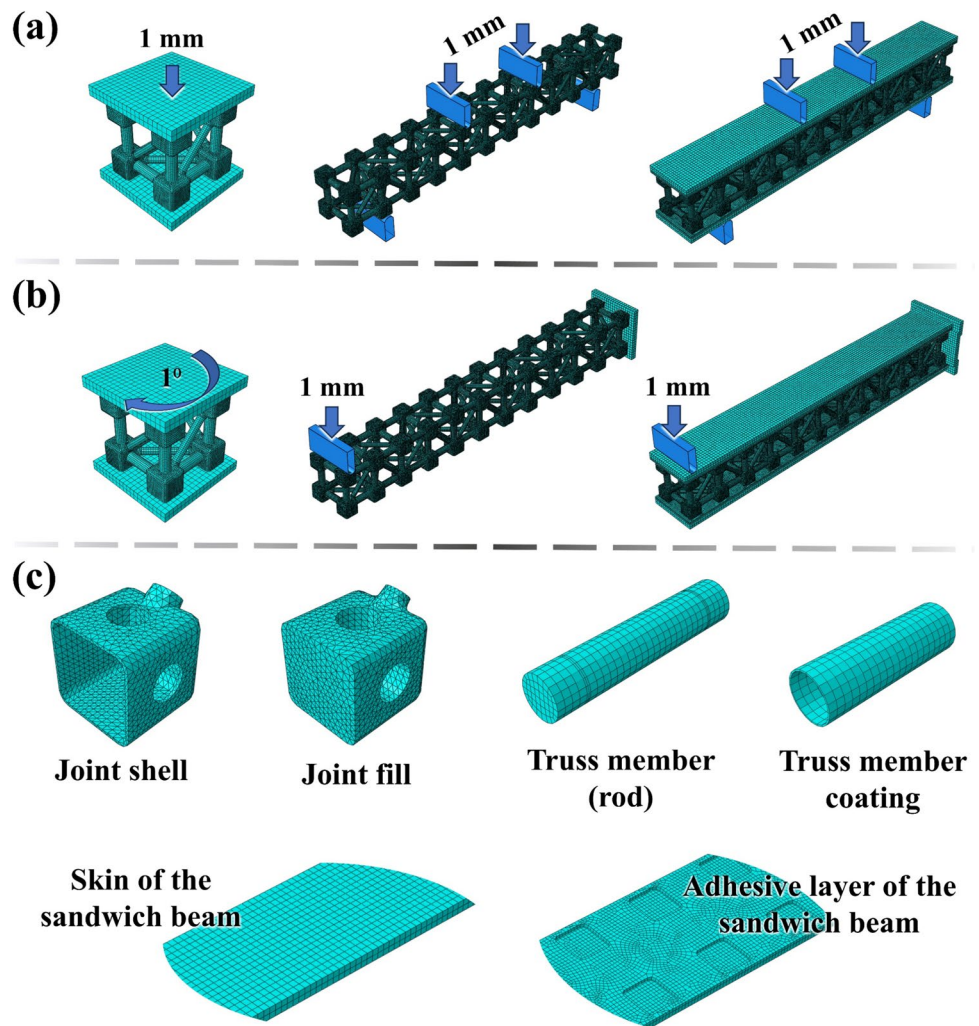 (a)
1 mm
1 mm
1 mm
(b)
1⁰
1 mm
1 mm
(c)
Joint shell
Joint fill
Truss member
(rod)
Truss member
coating
Skin of the
sandwich beam
Adhesive layer of the
sandwich beam